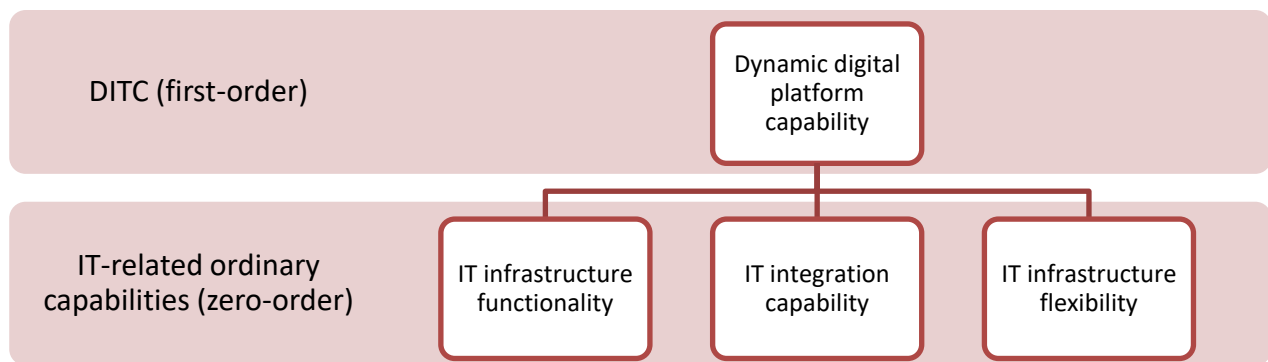 DITC (first-order)
Dynamic digital
platform
capability
IT-related ordinary
capabilities (zero-order)
IT infrastructure
functionality
IT integration
capability
IT infrastructure
flexibility